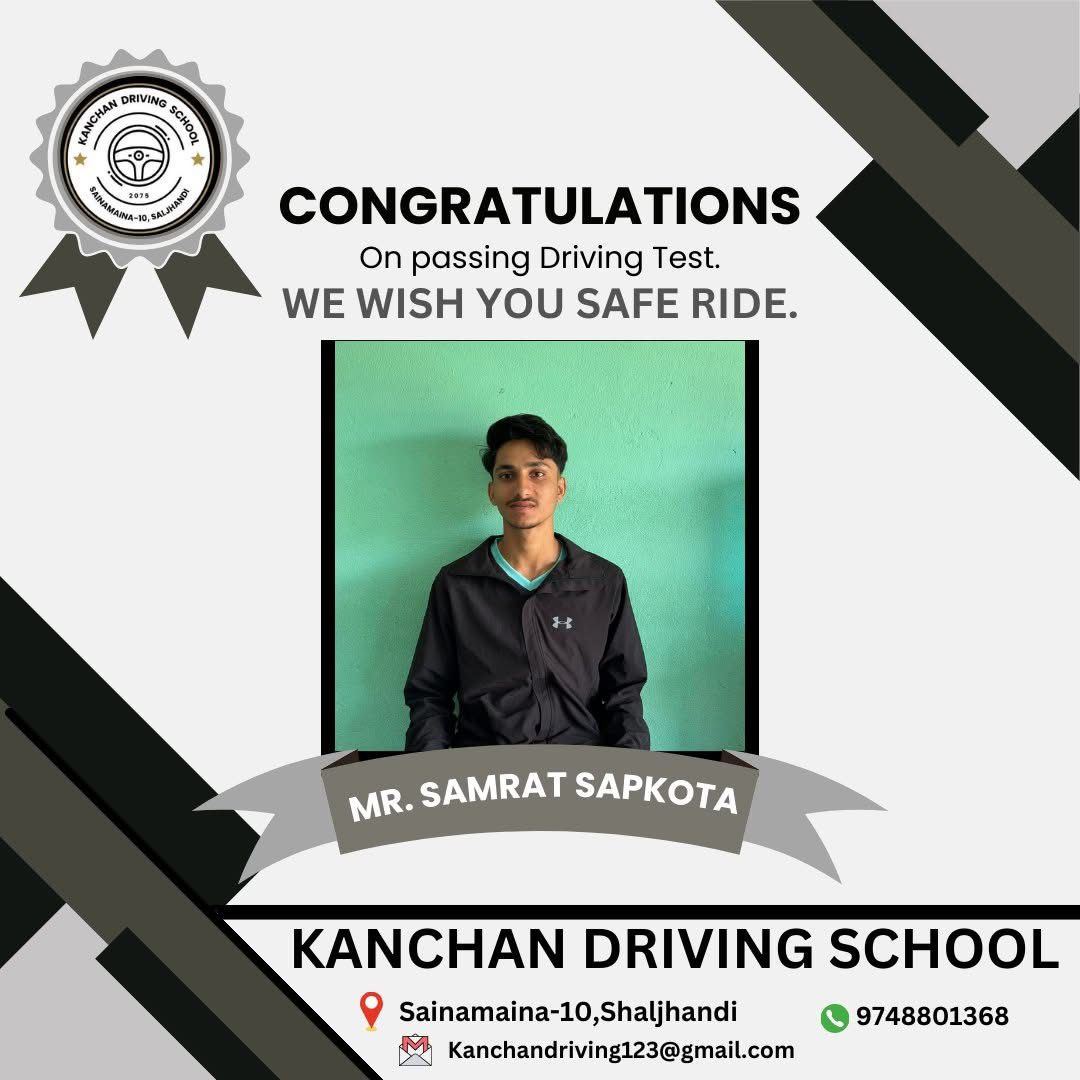 KANCHAN DRIVING SCHOOL
2075
SAINAMAINA-10, SALJHANDI
CONGRATULATIONS
On passing Driving Test.
WE WISH YOU SAFE RIDE.
MR. SAMRAT SAPKOTA
KANCHAN DRIVING SCHOOL
Sainamaina-10,Shaljhandi
9748801368
Kanchandriving123@gmail.com